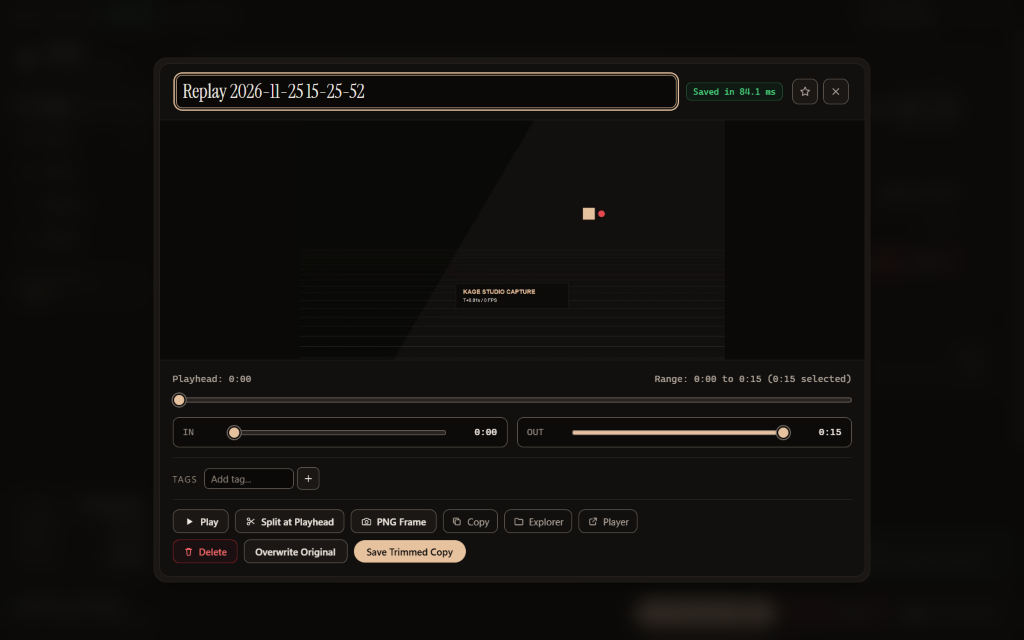 Replay 2026-11-25 15-25-52
Saved in 84.1 ms
KAGE STUDIO CAPTURE
Playhead: 0:00
Range: 0:00 to 0:15 (0:15 selected)
IN
0:00
OUT
0:15
TAGS
Add tag...
+
Play
Split at Playhead
PNG Frame
Copy
Explorer
Player
Delete
Overwrite Original
Save Trimmed Copy